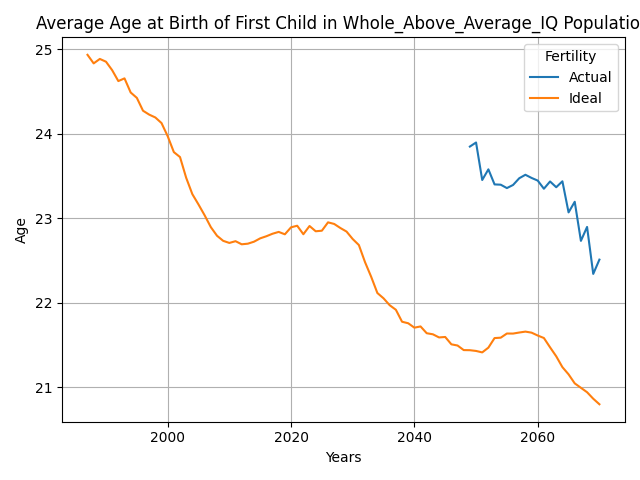 Average Age at Birth of First Child in Whole_Above_Average_IQ Populatio
Fertility
Actual
Ideal
25
24
23
22
21
Age
2000
2020
2040
2060
Years